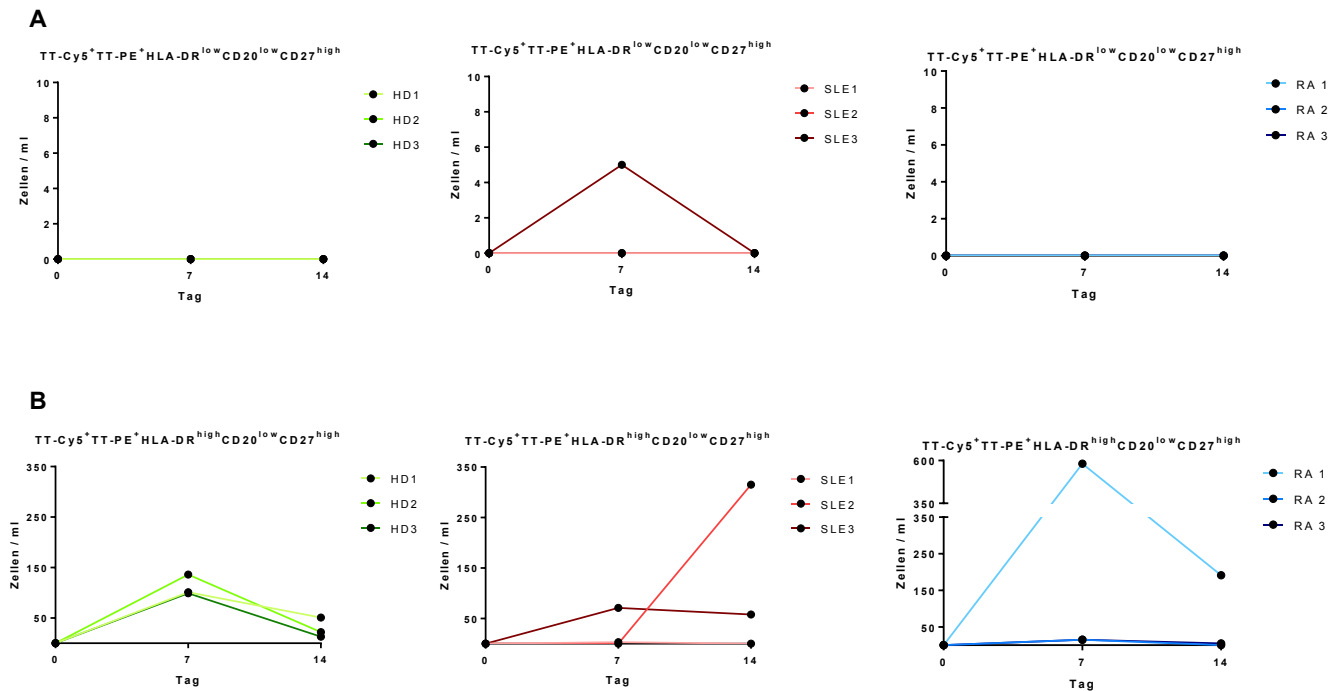 A
TT-Cy5⁺TT-PE⁺HLA-DRˡᵒʷCD20ˡᵒʷCD27ʰⁱᵍʰ
10
8
6
4
2
0
Zellen / ml
0 7 14
Tag
HD1
HD2
HD3
TT-Cy5⁺TT-PE⁺HLA-DRˡᵒʷCD20ˡᵒʷCD27ʰⁱᵍʰ
10
8
6
4
2
0
Zellen / ml
0 7 14
Tag
SLE1
SLE2
SLE3
TT-Cy5⁺TT-PE⁺HLA-DRˡᵒʷCD20ˡᵒʷCD27ʰⁱᵍʰ
10
8
6
4
2
0
Zellen / ml
0 7 14
Tag
RA 1
RA 2
RA 3
B
TT-Cy5⁺TT-PE⁺HLA-DRʰⁱᵍʰCD20ˡᵒʷCD27ʰⁱᵍʰ
350
250
150
50
Zellen / ml
0 7 14
Tag
HD1
HD2
HD3
TT-Cy5⁺TT-PE⁺HLA-DRʰⁱᵍʰCD20ˡᵒʷCD27ʰⁱᵍʰ
350
250
150
50
Zellen / ml
0 7 14
Tag
SLE1
SLE2
SLE3
TT-Cy5⁺TT-PE⁺HLA-DRʰⁱᵍʰCD20ˡᵒʷCD27ʰⁱᵍʰ
600
350
350
250
150
50
Zellen / ml
0 7 14
Tag
RA 1
RA 2
RA 3